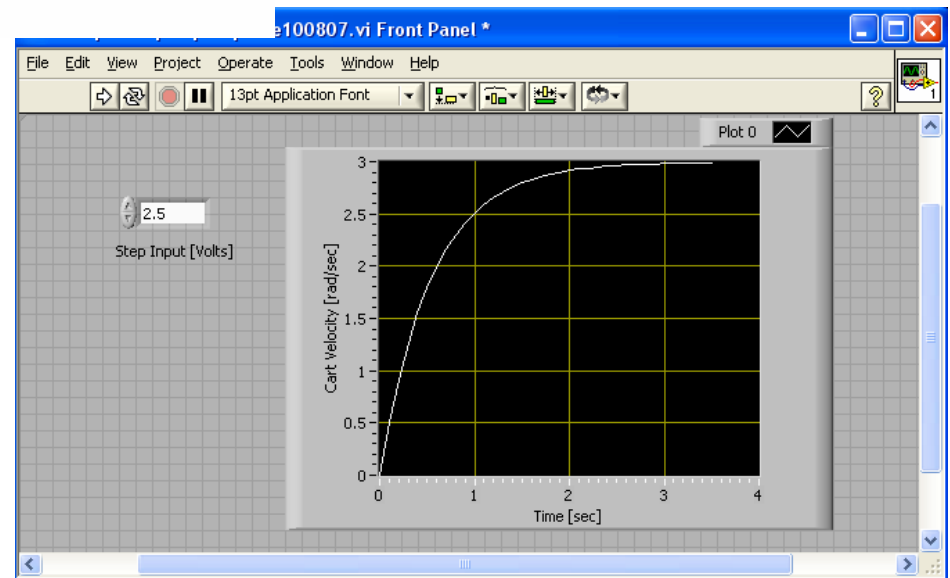 e100807.vi Front Panel *
File Edit View Project Operate Tools Window Help
13pt Application Font
1
Plot 0
2.5
Step Input [Volts]
3
2.5
2
1.5
1
0.5
0
Cart Velocity [rad/sec]
0 1 2 3 4
Time [sec]